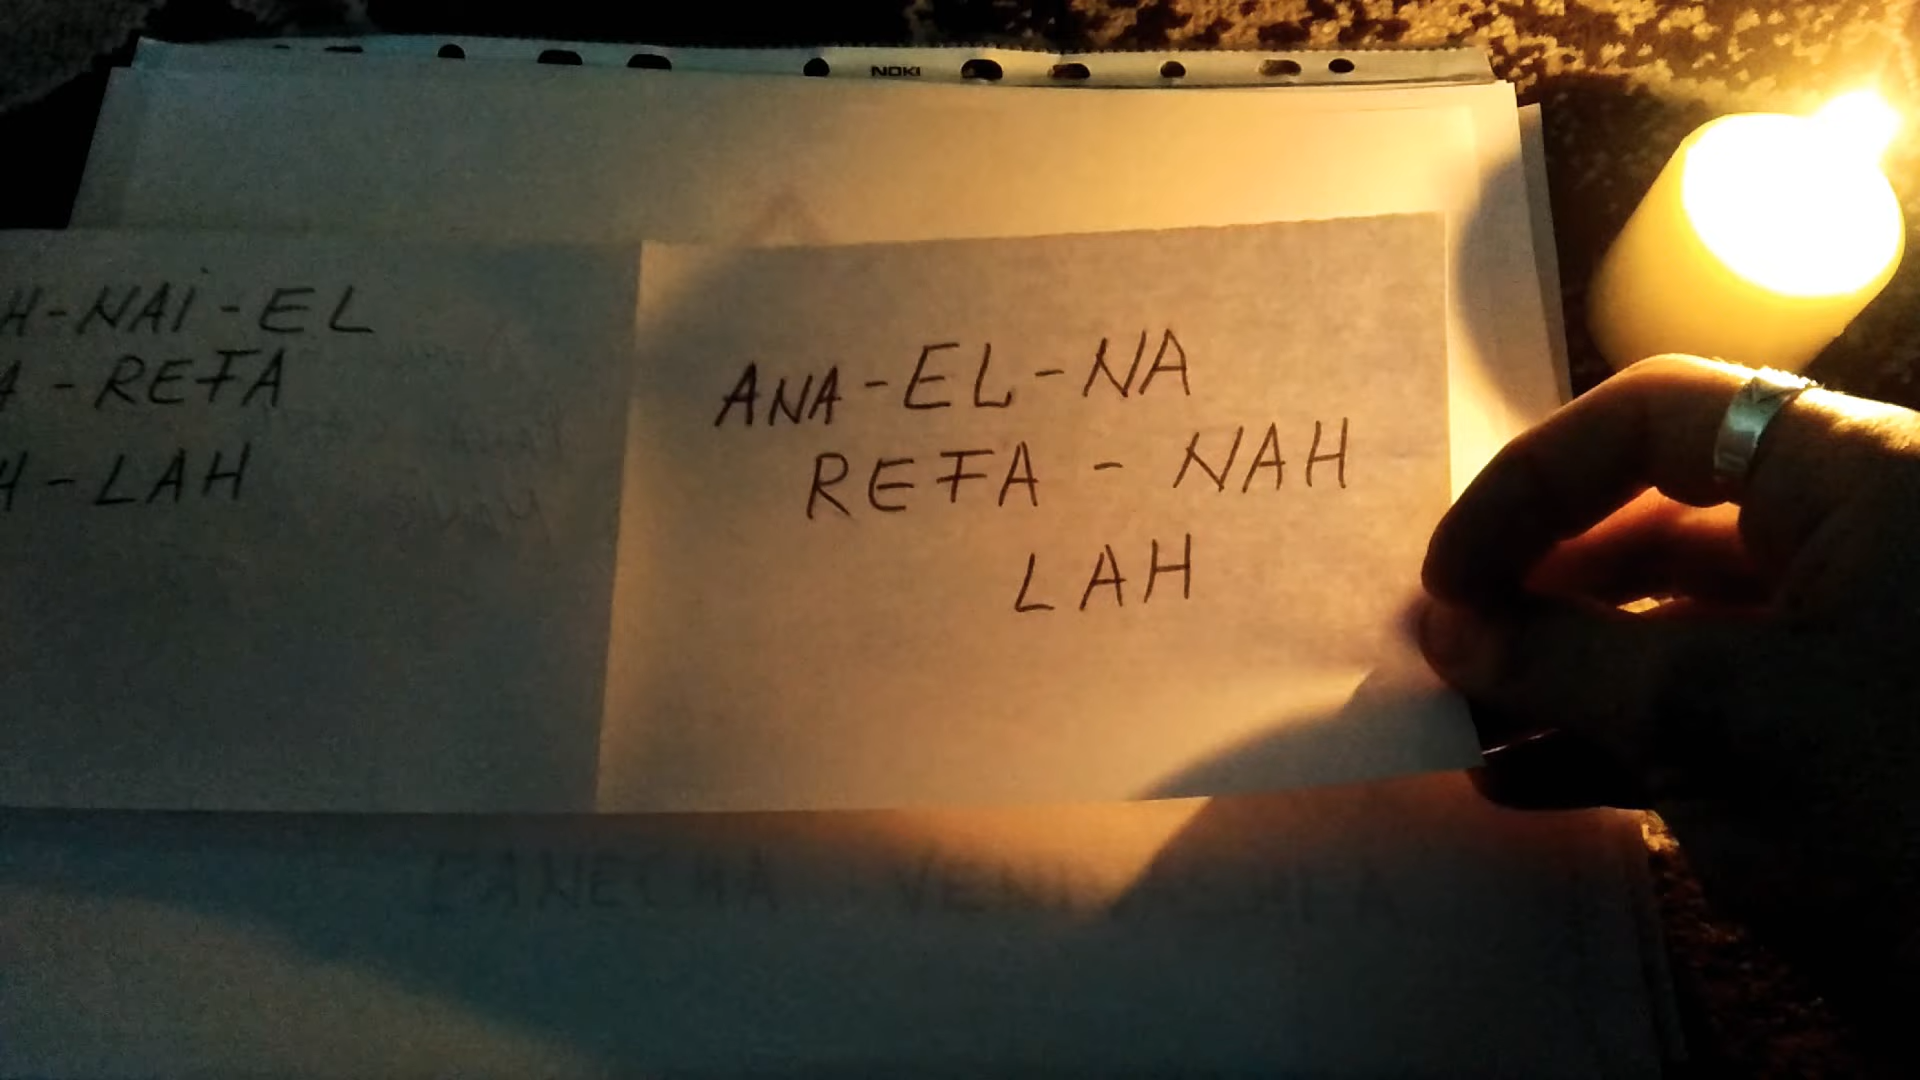 NOKI
H-NAI-EL
A-REFA
H-LAH
ANA-EL-NA
REFA-NAH
LAH